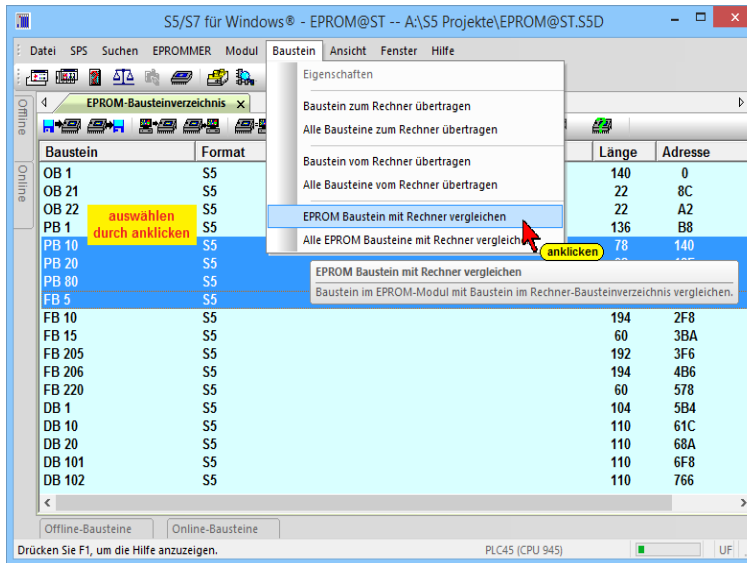 S5/S7 für Windows® - EPROM@ST -- A:\S5 Projekte\EPROM@ST.S5D
Datei SPS Suchen EPROMMER Modul Baustein Ansicht Fenster Hilfe
Eigenschaften
Baustein zum Rechner übertragen
Alle Bausteine zum Rechner übertragen
Baustein vom Rechner übertragen
Alle Bausteine vom Rechner übertragen
EPROM Baustein mit Rechner vergleichen
Alle EPROM Bausteine mit Rechner
anklicken
EPROM Baustein mit Rechner vergleichen
Baustein im EPROM-Modul mit Baustein im Rechner-Bausteinverzeichnis vergleichen.
Offline
Online
EPROM-Bausteinverzeichnis x
Baustein Format Länge Adresse
OB 1 S5 140 0
OB 21 S5 22 8C
OB 22 S5 22 A2
PB 1 S5 136 B8
auswählen
durch anklicken
PB 10 S5 78 140
PB 20 S5
PB 80 S5
FB 5 S5
FB 10 S5 194 2F8
FB 15 S5 60 3BA
FB 205 S5 192 3F6
FB 206 S5 194 4B6
FB 220 S5 60 578
DB 1 S5 104 5B4
DB 10 S5 110 61C
DB 20 S5 110 68A
DB 101 S5 110 6F8
DB 102 S5 110 766
Offline-Bausteine Online-Bausteine
Drücken Sie F1, um die Hilfe anzuzeigen. PLC45 (CPU 945) UF